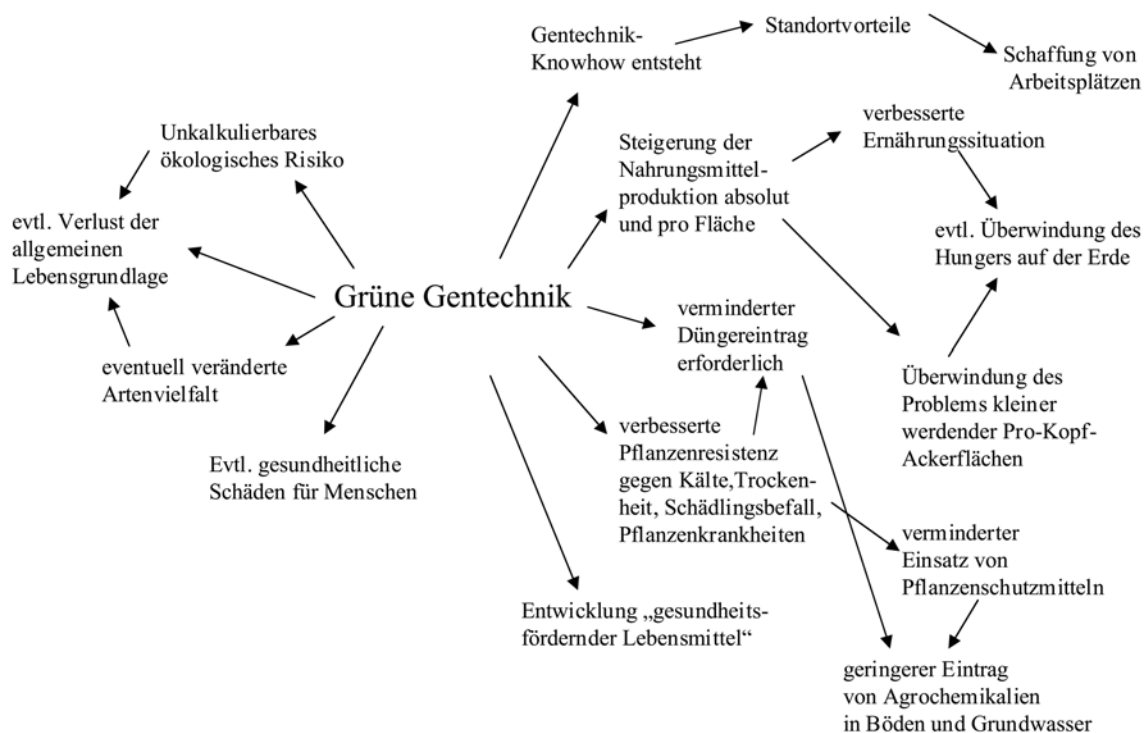 Gentechnik-
Knowhow entsteht
Standortvorteile
Schaffung von
Arbeitsplätzen
Unkalkulierbares
ökologisches Risiko
Steigerung der
Nahrungsmittel-
produktion absolut
und pro Fläche
verbesserte
Ernährungssituation
evtl. Verlust der
allgemeinen
Lebensgrundlage
evtl. Überwindung des
Hungers auf der Erde
Grüne Gentechnik
verminderter
Düngereintrag
erforderlich
eventuell veränderte
Artenvielfalt
Überwindung des
Problems kleiner
werdender Pro-Kopf-
Ackerflächen
Evtl. gesundheitliche
Schäden für Menschen
verbesserte
Pflanzenresistenz
gegen Kälte,Trocken-
heit, Schädlingsbefall,
Pflanzenkrankheiten
verminderter
Einsatz von
Pflanzenschutzmitteln
Entwicklung „gesundheits-
fördernder Lebensmittel“
geringerer Eintrag
von Agrochemikalien
in Böden und Grundwasser